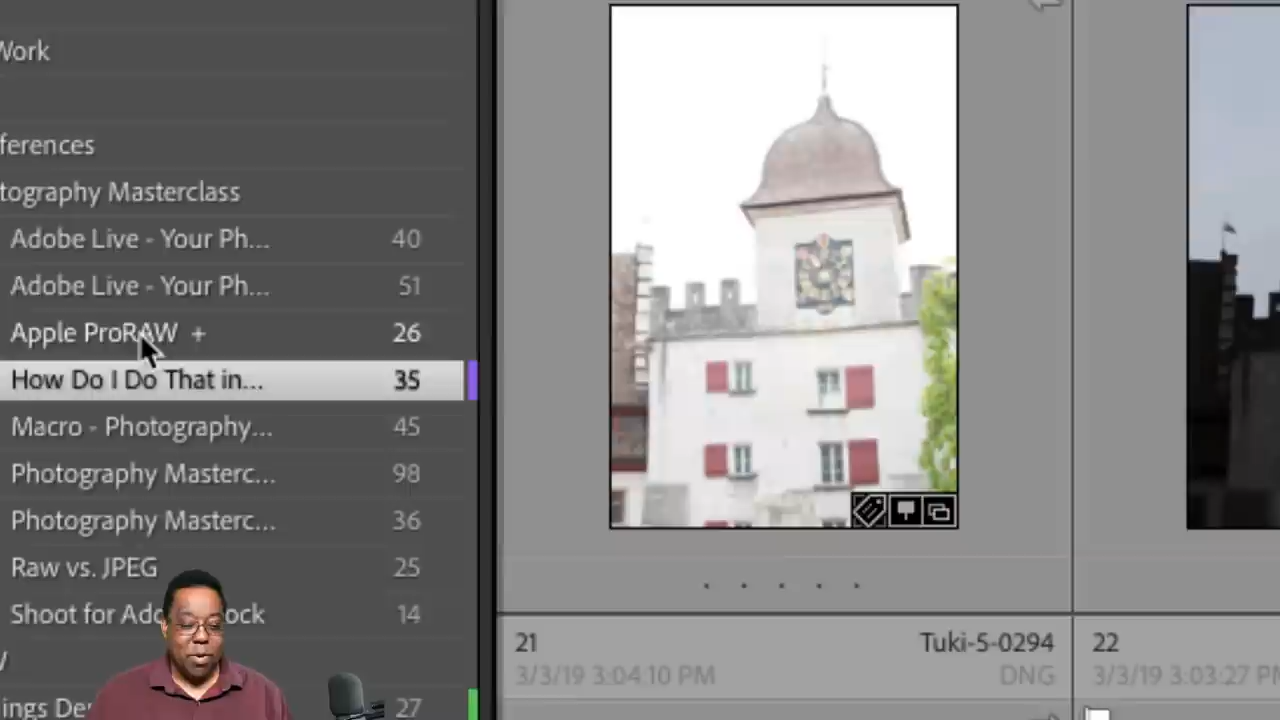 Work
ferences
tography Masterclass
Adobe Live - Your Ph... 40
Adobe Live - Your Ph... 51
Apple ProRAW + 26
How Do I Do That in... 35
Macro - Photography... 45
Photography Masterc... 98
Photography Masterc... 36
Raw vs. JPEG 25
Shoot for Ado ock 14
ings De 27
21 Tuki-5-0294
3/3/19 3:04:10 PM DNG
22
3/3/19 3:03:27 PM